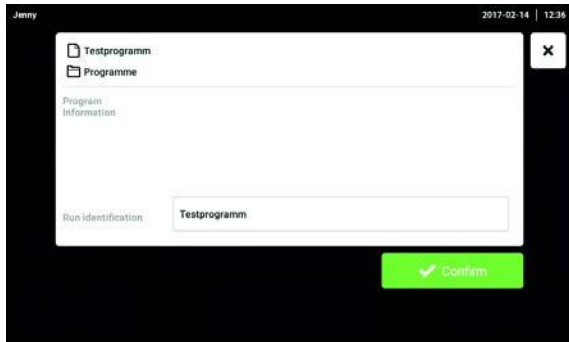 Jenny 2017-02-14 | 12:36
Testprogramm
Programme
Program
Information
Run identification Testprogramm
Confirm